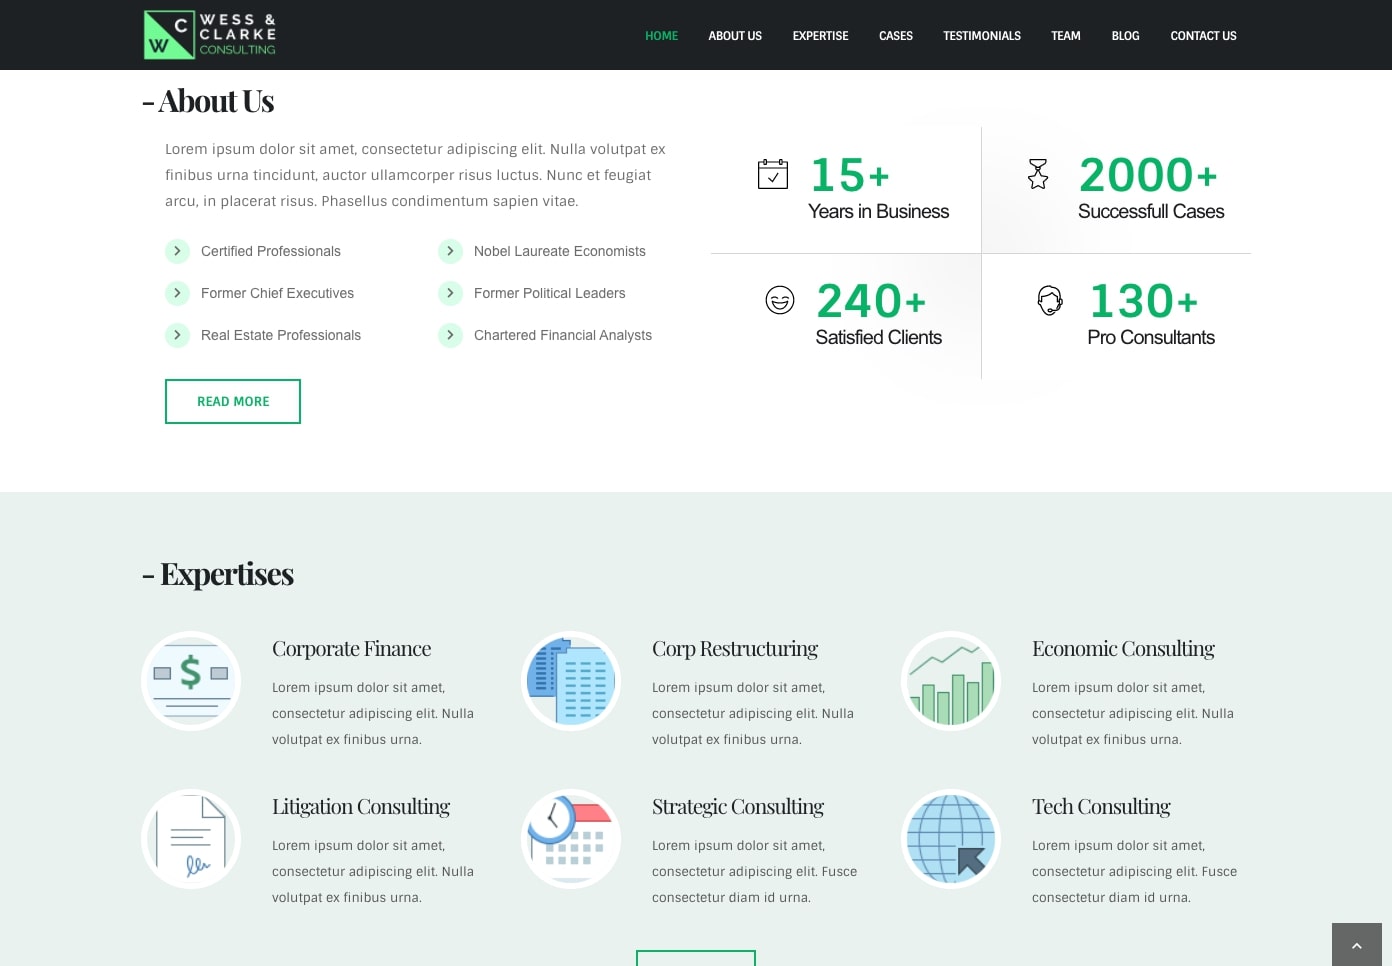 WESS &
CLARKE
CONSULTING
W C
HOME ABOUT US EXPERTISE CASES TESTIMONIALS TEAM BLOG CONTACT US
- About Us
Lorem ipsum dolor sit amet, consectetur adipiscing elit. Nulla volutpat ex
finibus urna tincidunt, auctor ullamcorper risus luctus. Nunc et feugiat
arcu, in placerat risus. Phasellus condimentum sapien vitae.
Certified Professionals
Nobel Laureate Economists
Former Chief Executives
Former Political Leaders
Real Estate Professionals
Chartered Financial Analysts
READ MORE
15+
Years in Business
2000+
Successfull Cases
240+
Satisfied Clients
130+
Pro Consultants
- Expertises
$
Corporate Finance
Lorem ipsum dolor sit amet,
consectetur adipiscing elit. Nulla
volutpat ex finibus urna.
Corp Restructuring
Lorem ipsum dolor sit amet,
consectetur adipiscing elit. Nulla
volutpat ex finibus urna.
Economic Consulting
Lorem ipsum dolor sit amet,
consectetur adipiscing elit. Nulla
volutpat ex finibus urna.
Litigation Consulting
Lorem ipsum dolor sit amet,
consectetur adipiscing elit. Nulla
volutpat ex finibus urna.
Strategic Consulting
Lorem ipsum dolor sit amet,
consectetur adipiscing elit. Fusce
consectetur diam id urna.
Tech Consulting
Lorem ipsum dolor sit amet,
consectetur adipiscing elit. Fusce
consectetur diam id urna.